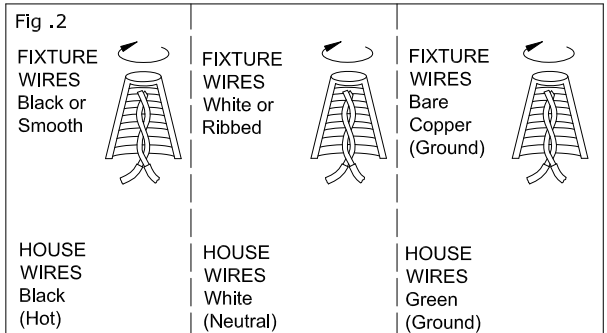 Fig .2
FIXTURE
WIRES
Black or
Smooth
FIXTURE
WIRES
White or
Ribbed
FIXTURE
WIRES
Bare
Copper
(Ground)
HOUSE
WIRES
Black
(Hot)
HOUSE
WIRES
White
(Neutral)
HOUSE
WIRES
Green
(Ground)